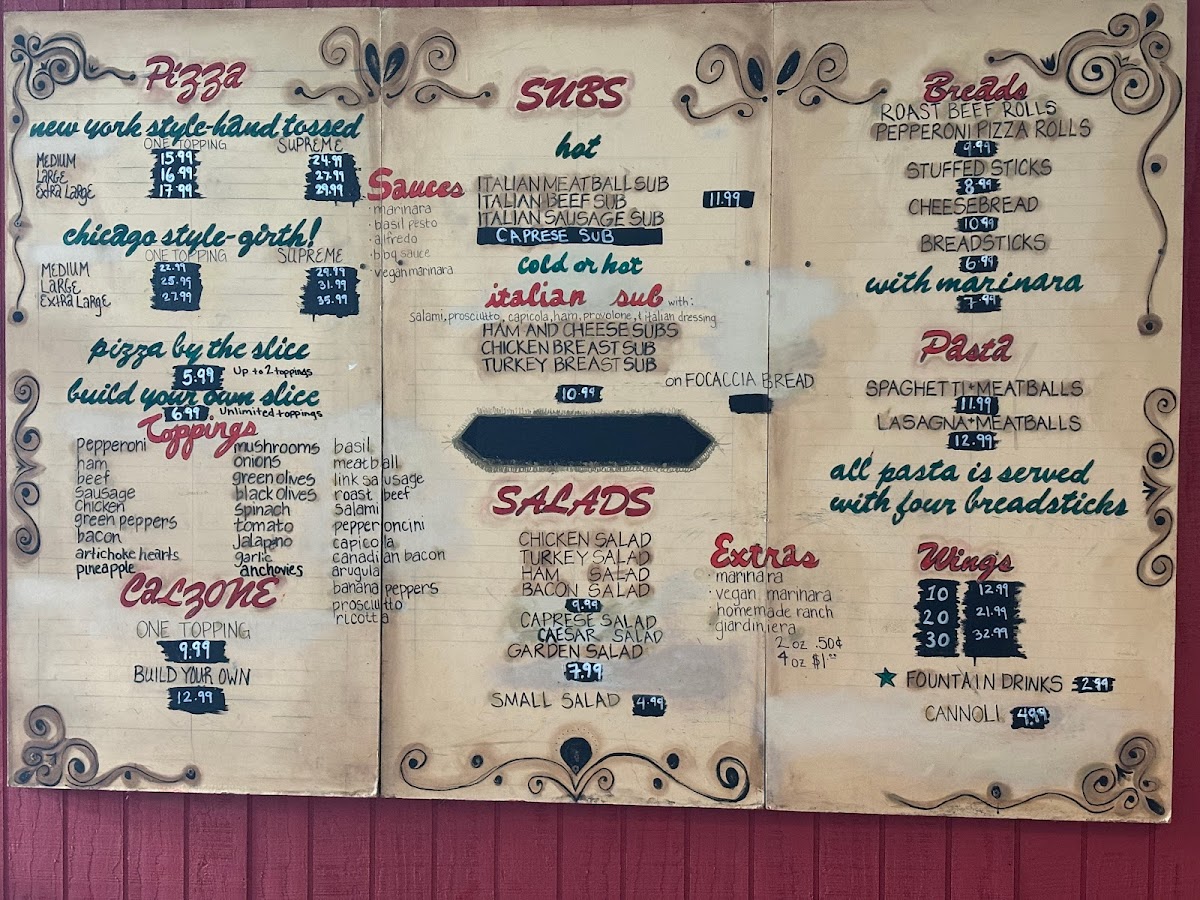 Pizza
new york style-hand tossed
ONE TOPPING SUPREME
MEDIUM 15.99 24.99
LARGE 16.99 27.99
Extra LARGE 17.99 29.99
chicago style-girth!
ONE TOPPING SUPREME
MEDIUM 22.99 29.99
LARGE 25.99 31.99
EXTRA LARGE 27.99 35.99
pizza by the slice
5.99 Up to 2 toppings
build your own slice
6.99 Unlimited toppings
Toppings
Pepperoni mushrooms basil
ham onions meatball
beef green olives link sausage
Sausage black olives roast beef
Chicken Spinach Salami
green peppers tomato pepperoncini
bacon jalapino capicola
artichoke hearts garlic canadian bacon
pineapple anchovies arugula
banana peppers
prosciutto
ricotta
CALZONE
ONE TOPPING
9.99
BUILD YOUR OWN
12.99
Sauces
· marinara
· basil pesto
· alfredo
· bbq sauce
· vegan marinara
SUBS
hot
ITALIAN MEATBALL SUB
ITALIAN BEEF SUB 11.99
ITALIAN SAUSAGE SUB
CAPRESE SUB
cold or hot
italian sub with:
salami, prosciutto, capicola, ham, provolone, + italian dressing
HAM AND CHEESE SUBS
CHICKEN BREAST SUB
TURKEY BREAST SUB
on FOCACCIA BREAD
10.99
SALADS
CHICKEN SALAD
TURKEY SALAD
HAM SALAD
BACON SALAD
9.99
CAPRESE SALAD
CAESAR SALAD
GARDEN SALAD
7.99
SMALL SALAD 4.99
Extras
· marinara
· vegan marinara
homemade ranch
giardiniera
2 oz .50¢
4 oz $1.00
Breads
ROAST BEEF ROLLS
PEPPERONI PIZZA ROLLS
9.99
STUFFED STICKS
8.99
CHEESEBREAD
10.99
BREADSTICKS
6.99
with marinara
7.99
Pasta
SPAGHETTI + MEATBALLS
11.99
LASAGNA + MEATBALLS
12.99
all pasta is served
with four breadsticks
Wings
10 12.99
20 21.99
30 32.99
FOUNTAIN DRINKS 2.99
CANNOLI 4.99